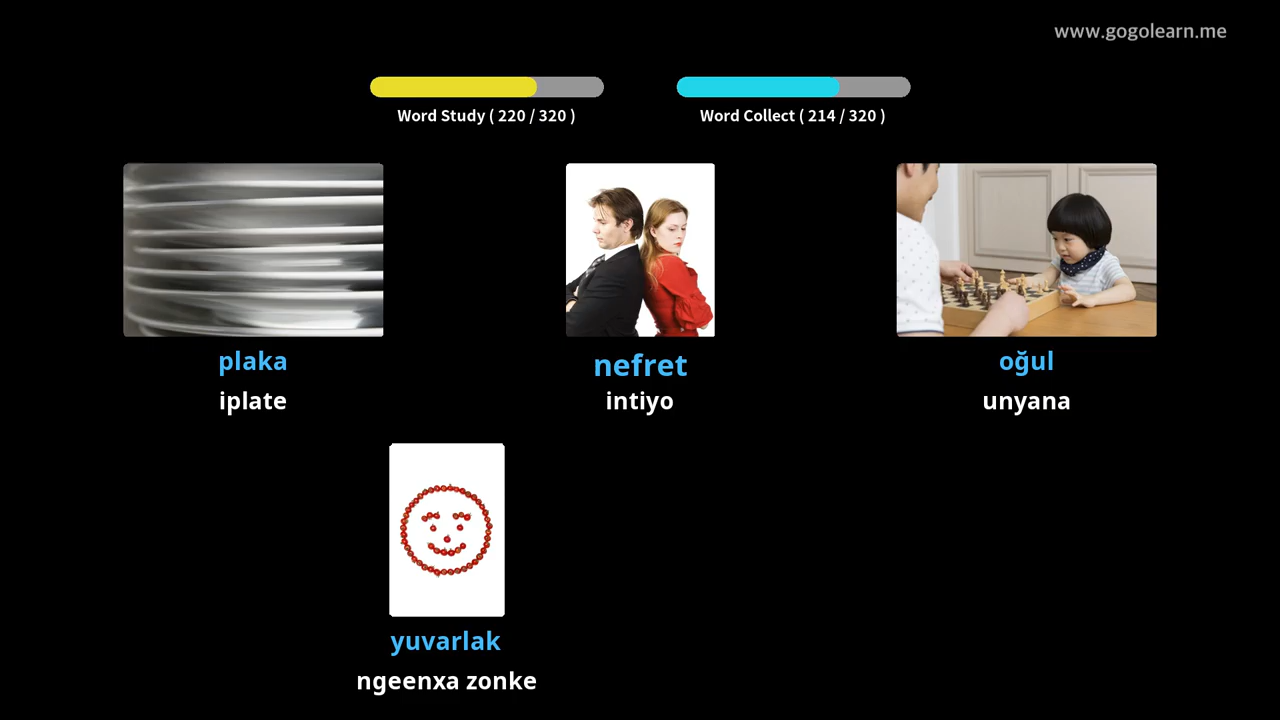 www.gogolearn.me
Word Study ( 220 / 320 )
Word Collect ( 214 / 320 )
plaka
iplate
nefret
intiyo
oğul
unyana
yuvarlak
ngeenxa zonke